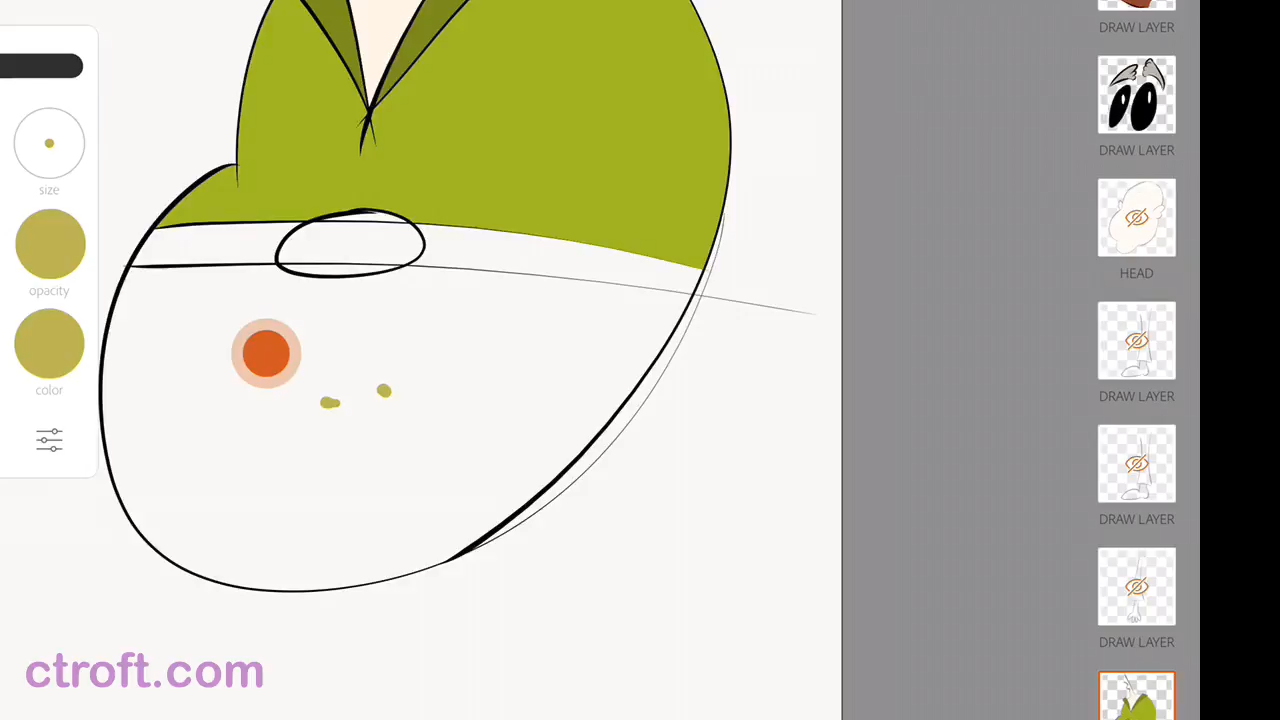 size
opacity
color
DRAW LAYER
DRAW LAYER
HEAD
DRAW LAYER
DRAW LAYER
DRAW LAYER
ctroft.com